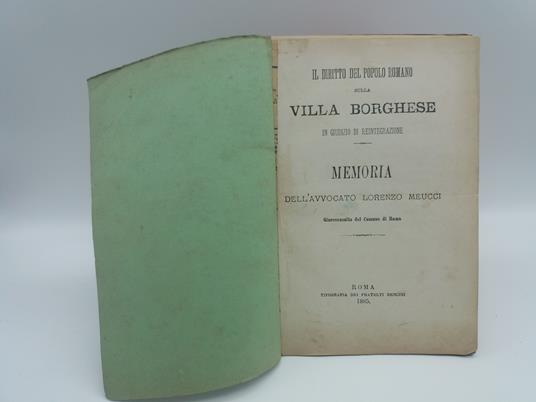 IL DIRITTO DEL POPOLO ROMANO
SULLA
VILLA BORGHESE
IN GIUDIZIO DI REINTEGRAZIONE
MEMORIA
DELL'AVVOCATO LORENZO MEUCCI
Giureconsulto del Comune di Roma
ROMA
TIPOGRAFIA DEI FRATELLI
1885.